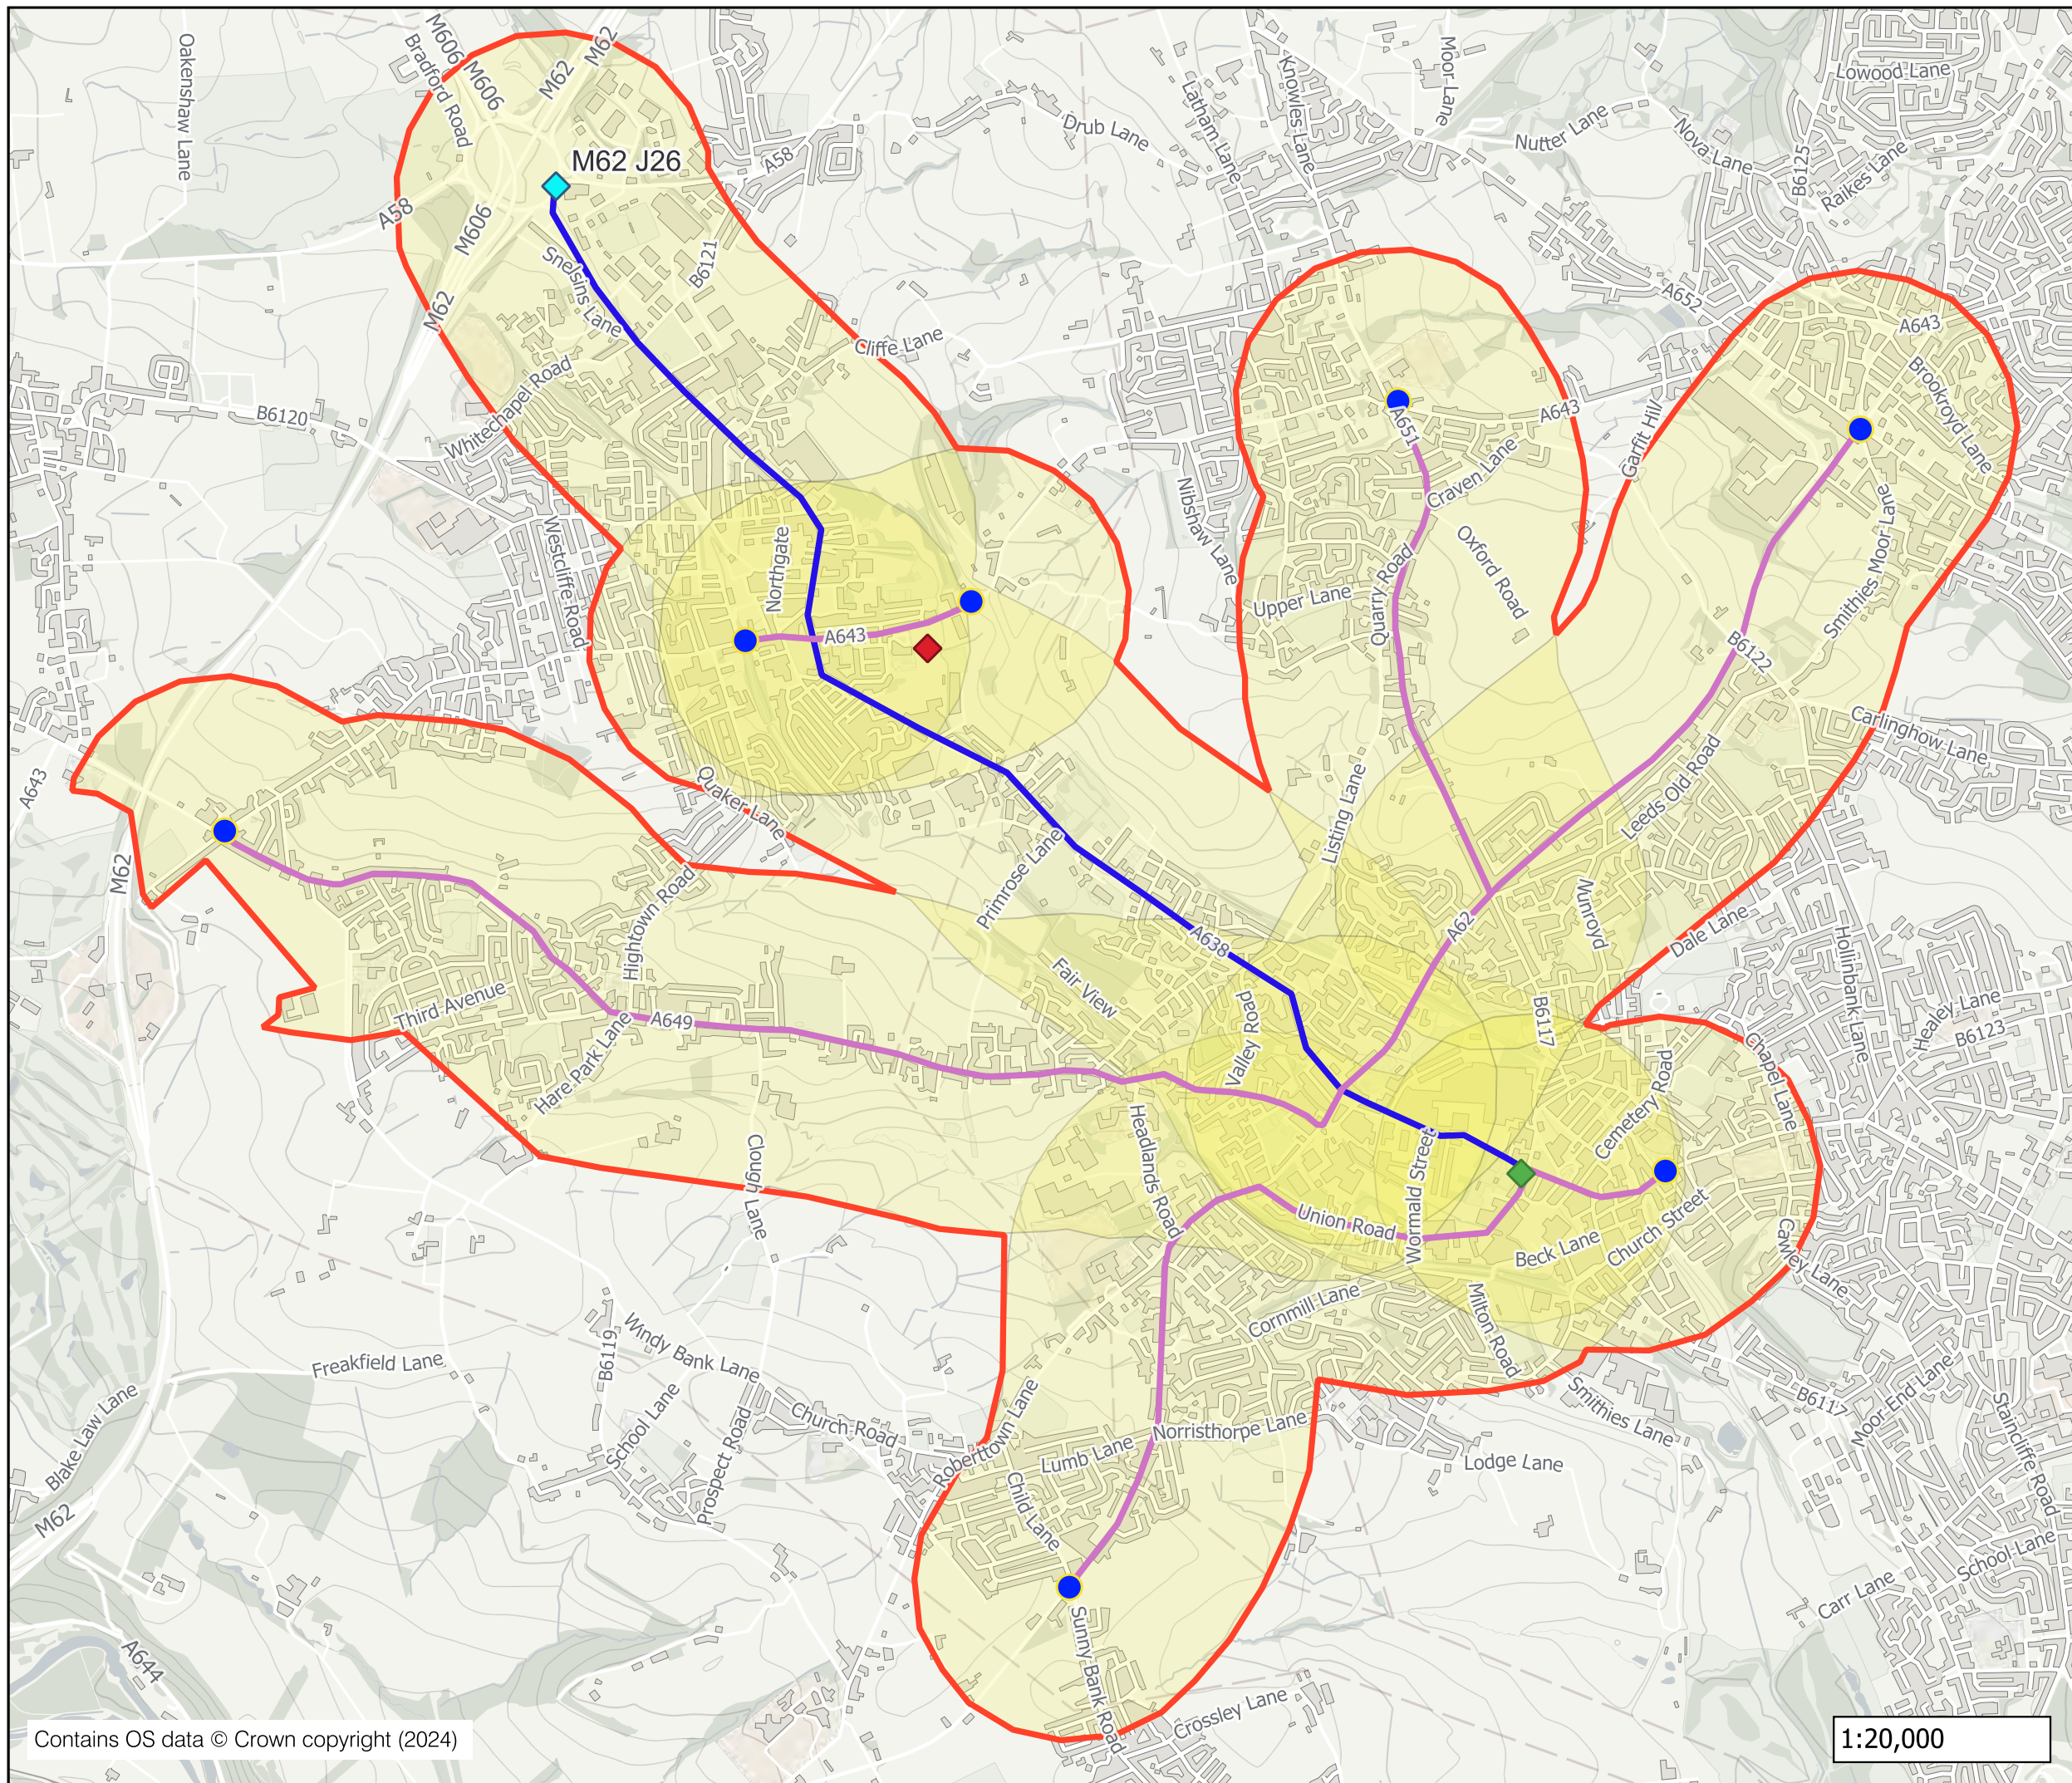 M606
M62
Bradford Road
M606
M62
Oakenshaw Lane
M62 J26
A58
A58
M606
Snelsins Lane
B6121
M62
Cliffe Lane
Whitechapel Road
B6120
Drub Lane
Latham Lane
Knowles Lane
Moor Lane
Nutter Lane
Nova Lane
B6125
Raikes Lane
Lowood Lane
A652
A643
Brookroyd Lane
A643
A651
Craven Lane
Garfit Hill
Nibshaw Lane
Westcliffe Road
Northgate
A643
Upper Lane
Quarry Road
Oxford Road
Smithies Moor Lane
B6122
Carlinghow Lane
Leeds Old Road
A643
M62
Quaker Lane
Listing Lane
Primrose Lane
Hightown Road
A638
A62
Nunroyd
Dale Lane
Hollinbank Lane
Healey Lane
B6123
Fair View
Third Avenue
A649
Hare Park Lane
Valley Road
B6117
Chapel Lane
Cemetery Road
Clough Lane
Headlands Road
Union Road
Wormald Street
Beck Lane
Church Street
Cawley Lane
Cornmill Lane
Milton Road
B6119
Windy Bank Lane
Freakfield Lane
School Lane
Prospect Road
Church Road
Roberttown Lane
Lumb Lane
Norristhorpe Lane
Child Lane
Smithies Lane
Lodge Lane
B6117
Moor End Lane
Staincliffe Road
School Lane
Carr Lane
Blake Law Lane
M62
A644
Sunny Bank Road
Crossley Lane
Contains OS data © Crown copyright (2024)
1:20,000